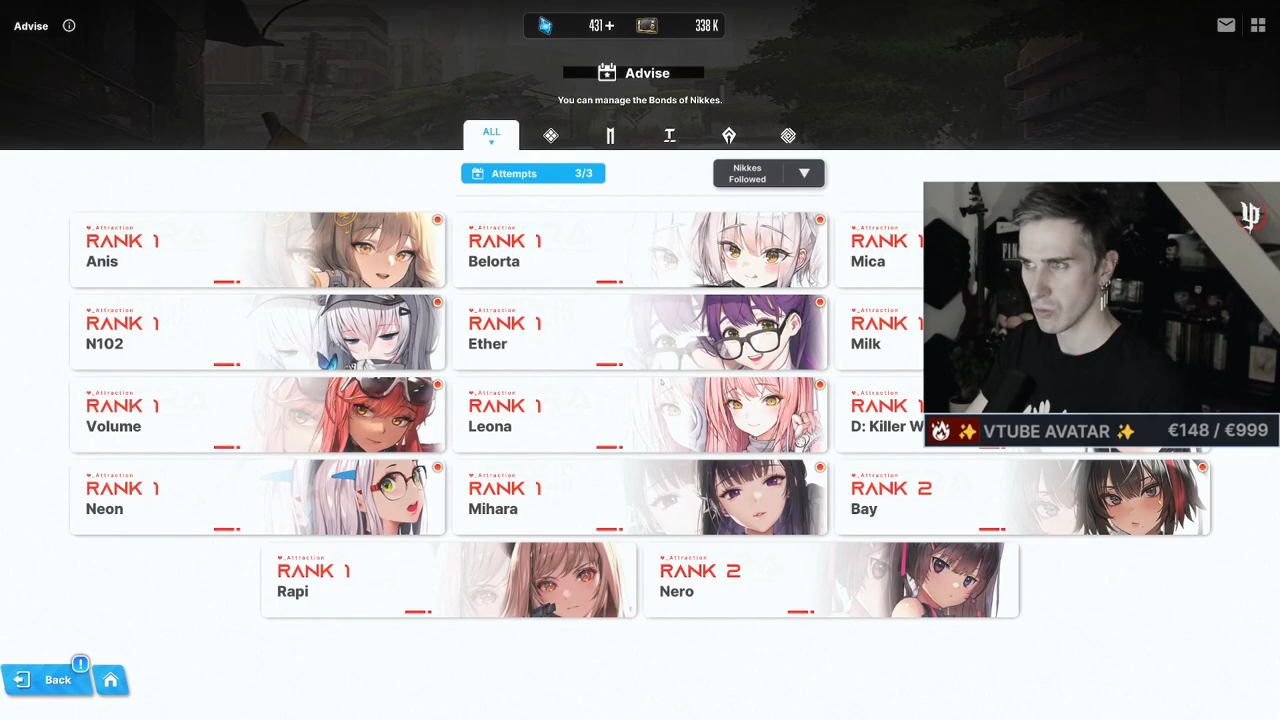 Advise
431+
338 K
Advise
You can manage the Bonds of Nikkes.
ALL
Attempts 3/3
Nikkes
Followed
Attraction
RANK 1
Anis
Attraction
RANK 1
Belorta
Attraction
RANK 1
Mica
Attraction
RANK 1
N102
Attraction
RANK 1
Ether
Attraction
RANK 1
Milk
Attraction
RANK 1
Volume
Attraction
RANK 1
Leona
Attraction
RANK 1
D: Killer W
VTUBE AVATAR
€148 / €999
Attraction
RANK 1
Neon
Attraction
RANK 1
Mihara
Attraction
RANK 2
Bay
Attraction
RANK 1
Rapi
Attraction
RANK 2
Nero
Back